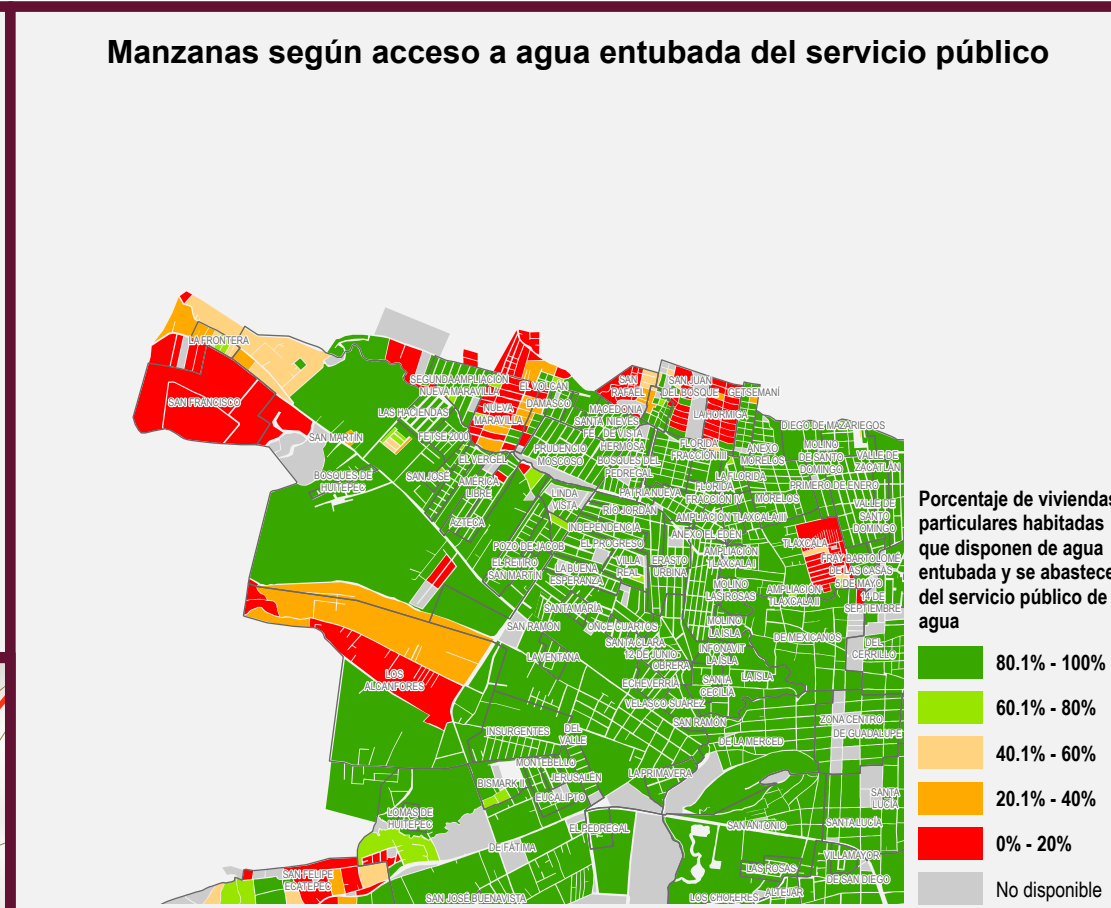 Manzanas según acceso a agua entubada del servicio público
LA FRONTERA
SAN FRANCISCO
SAN MARTÍN
BOSQUES DE
HUITEPEC
SEGUNDA AMPLIACIÓN
NUEVA MARAVILLA
LAS HACIENDAS
FETSE 2000
NUEVA
MARAVILLA
EL VOLCÁN
DAMASCO
SAN
RAFAEL
SAN JUAN
DEL BOSQUE
GETSEMANÍ
MACEDONIA
LA HORMIGA
SANTA NIEVES
FE
DE VISTA
HERMOSA
DIEGO DE MAZARIEGOS
EL VERGEL
PRUDENCIO
MOSCOSO
BOSQUES DEL
PEDREGAL
FLORIDA
FRACCIÓN III
ANEXO
MORELOS
MOLINO
DE SANTO
DOMINGO
VALLE DE
ZACATLÁN
SAN JOSÉ
AMÉRICA
LIBRE
LA FLORIDA
FLORIDA
FRACCIÓN IV
MORELOS
PRIMERO DE ENERO
LINDA
VISTA
PATRIA NUEVA
VALLE DE
SANTO
DOMINGO
AZTECA
RÍO JORDÁN
AMPLIACIÓN TLAXCALA III
INDEPENDENCIA
ANEXO EL EDÉN
POZO DE JACOB
EL PROGRESO
TLAXCALA
AMPLIACIÓN
TLAXCALA I
FRAY BARTOLOMÉ
DE LAS CASAS
EL RETIRO
SAN MARTÍN
LA BUENA
ESPERANZA
VILLA
REAL
ERASTO
URBINA
MOLINO
LAS ROSAS
5 DE MAYO
AMPLIACIÓN
TLAXCALA II
14 DE
SEPTIEMBRE
SANTA MARÍA
SAN RAMÓN
ONCE CUARTOS
MOLINO
LA ISLA
SANTA CLARA
DE MEXICANOS
DEL
CERRILLO
LA VENTANA
12 DE JUNIO
OBRERA
INFONAVIT
LA ISLA
LOS
ALCANFORES
ECHEVERRÍA
SANTA
CECILIA
LA ISLA
VELASCO SUÁREZ
SAN RAMÓN
ZONA CENTRO
DE GUADALUPE
INSURGENTES
DEL
VALLE
DE LA MERCED
MONTEBELLO
BISMARK II
JERUSALÉN
LA PRIMAVERA
EUCALIPTO
SANTA
LUCÍA
LOMAS DE
HUITEPEC
EL PEDREGAL
SAN ANTONIO
SANTA LUCÍA
DE FÁTIMA
VILLAMAYOR
SAN FELIPE
ECATEPEC
LAS ROSAS
DE SAN DIEGO
SAN JOSÉ BUENAVISTA
LOS CHOFERES
ALTEJAR
Porcentaje de viviendas
particulares habitadas
que disponen de agua
entubada y se abastece
del servicio público de
agua
80.1% - 100%
60.1% - 80%
40.1% - 60%
20.1% - 40%
0% - 20%
No disponible